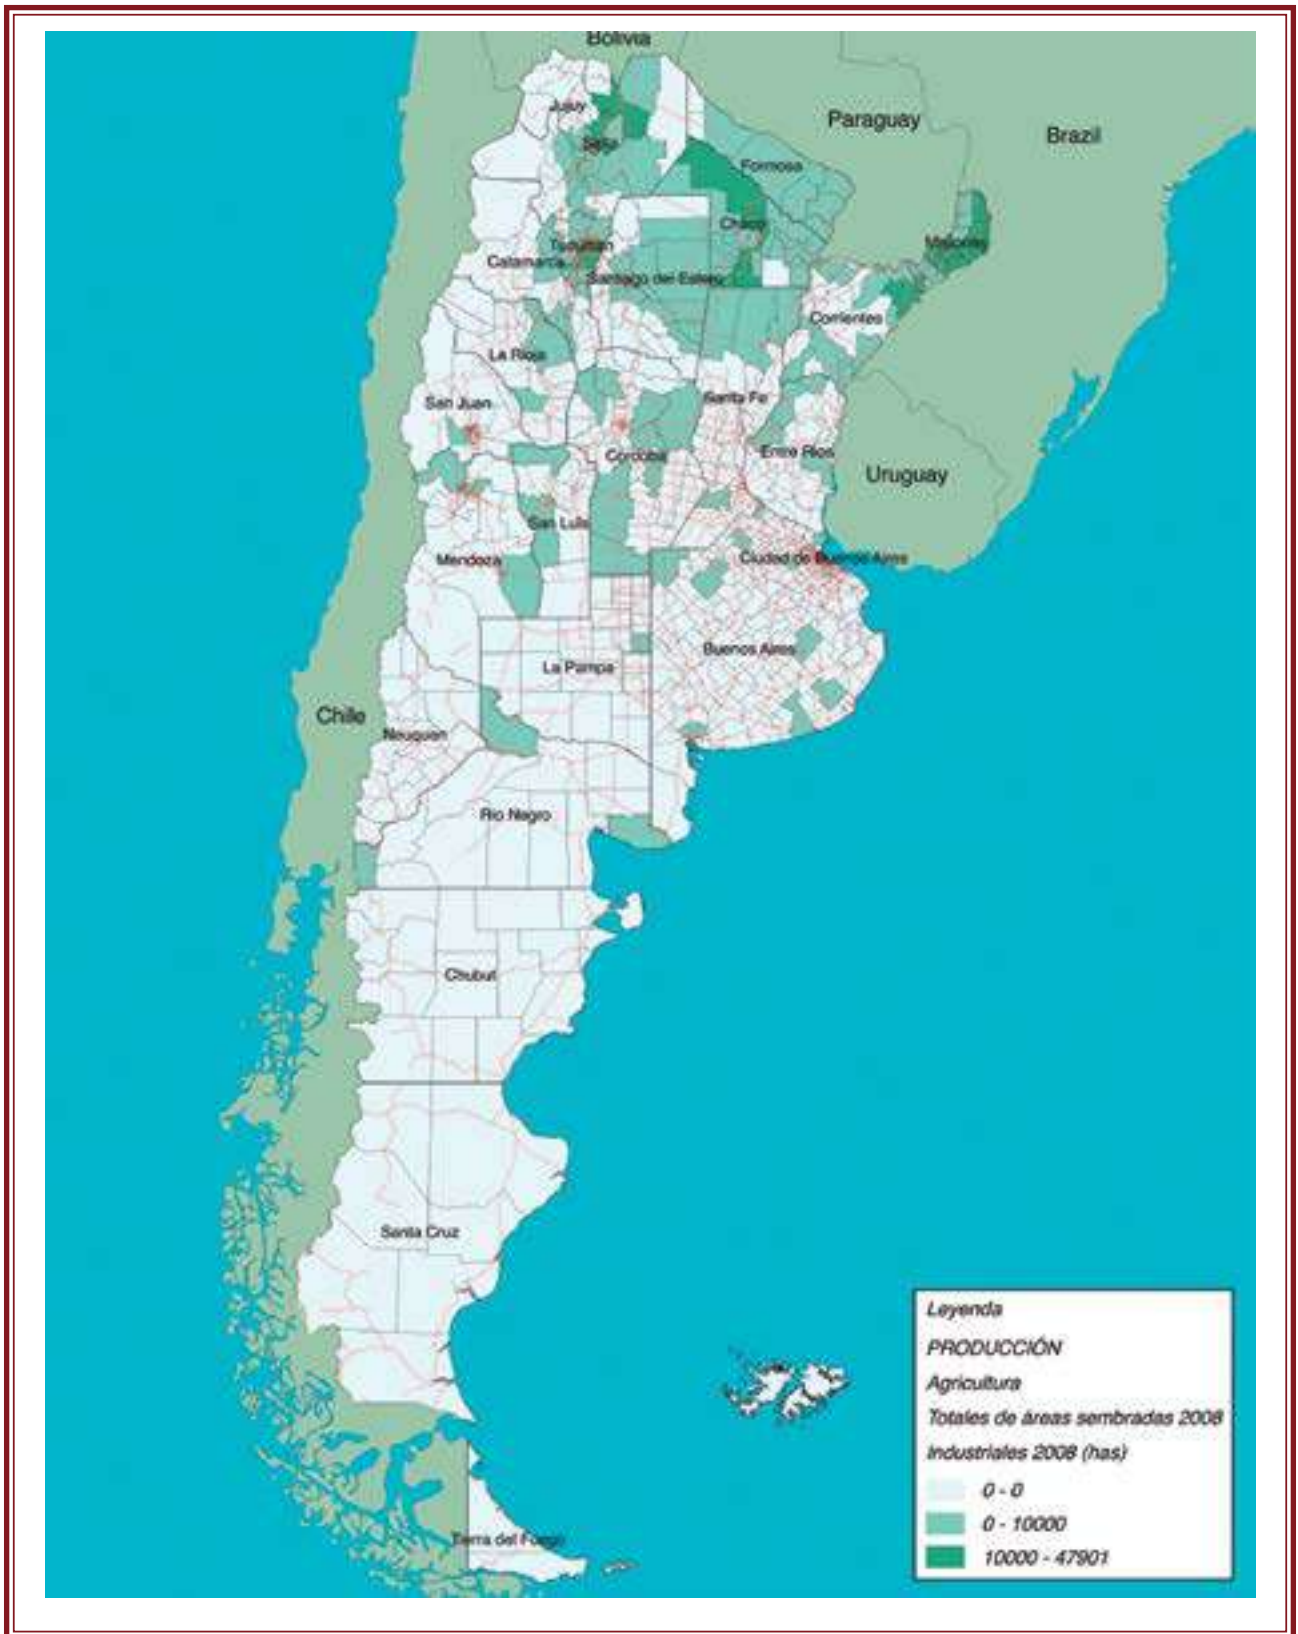 Bolivia
Jujuy
Paraguay
Brazil
Salta
Formosa
Chaco
Misiones
Tucumán
Catamarca
Santiago del Estero
Corrientes
La Rioja
San Juan
Santa Fe
Cordoba
Entre Rios
Uruguay
San Luis
Mendoza
Ciudad de Buenos Aires
Buenos Aires
La Pampa
Chile
Neuquen
Rio Negro
Chubut
Santa Cruz
Tierra del Fuego
Leyenda
PRODUCCIÓN
Agricultura
Totales de áreas sembradas 2008
Industriales 2008 (has)
0 - 0
0 - 10000
10000 - 47901